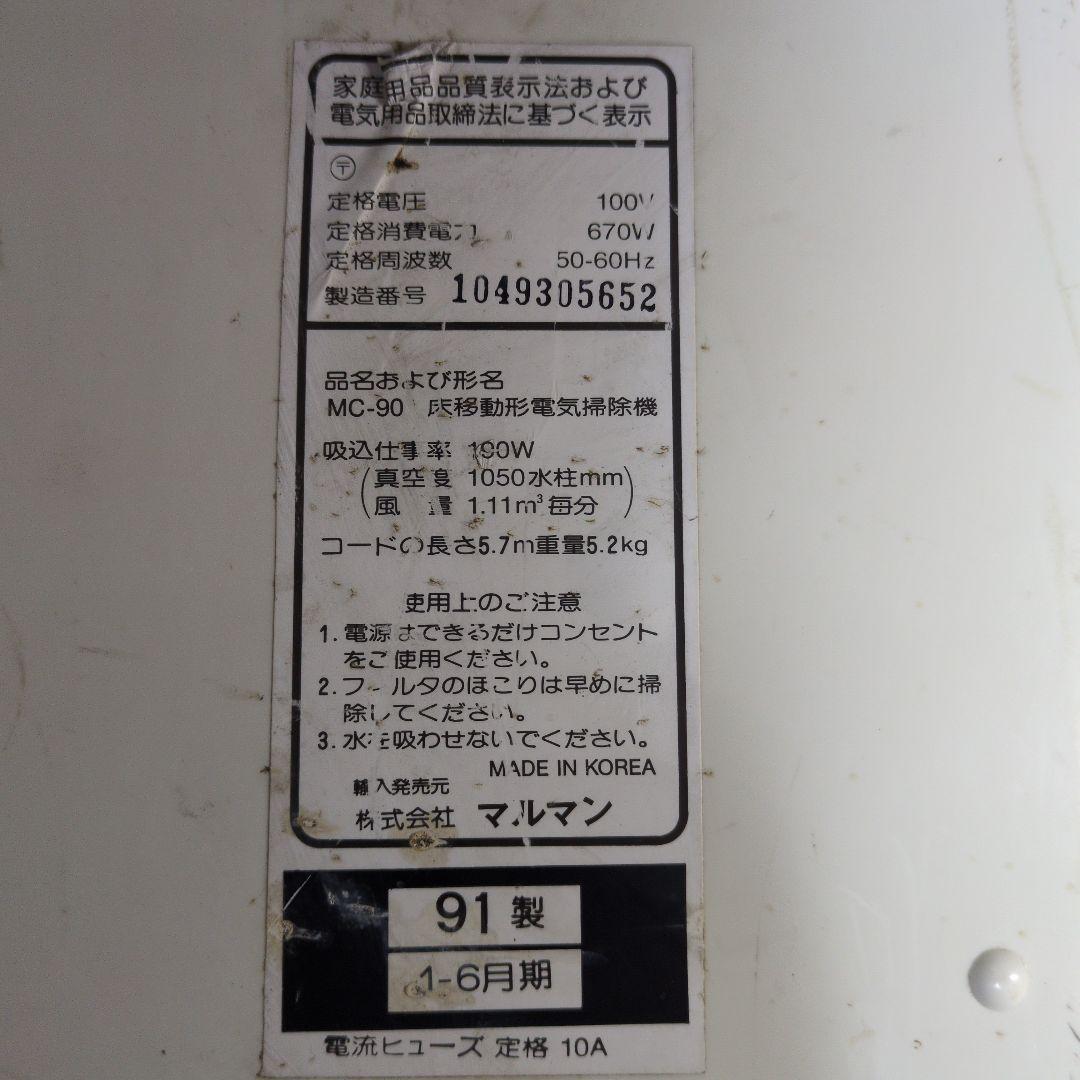 家庭用品品質表示法および
電気用品取締法に基づく表示
〒
定格電圧 100V
定格消費電力 670W
定格周波数 50-60Hz
製造番号 1049305652
品名および形名
MC-90 床移動形電気掃除機
吸込仕事率 190W
(真空度 1050水柱mm
風 量 1.11m³毎分)
コードの長さ5.7m重量5.2kg
使用上のご注意
1. 電源はできるだけコンセント
をご使用ください。
2. フィルタのほこりは早めに掃
除してください。
3. 水を吸わせないでください。
MADE IN KOREA
輸入発売元
株式会社 マルマン
91 製
1-6月期
電流ヒューズ 定格 10A